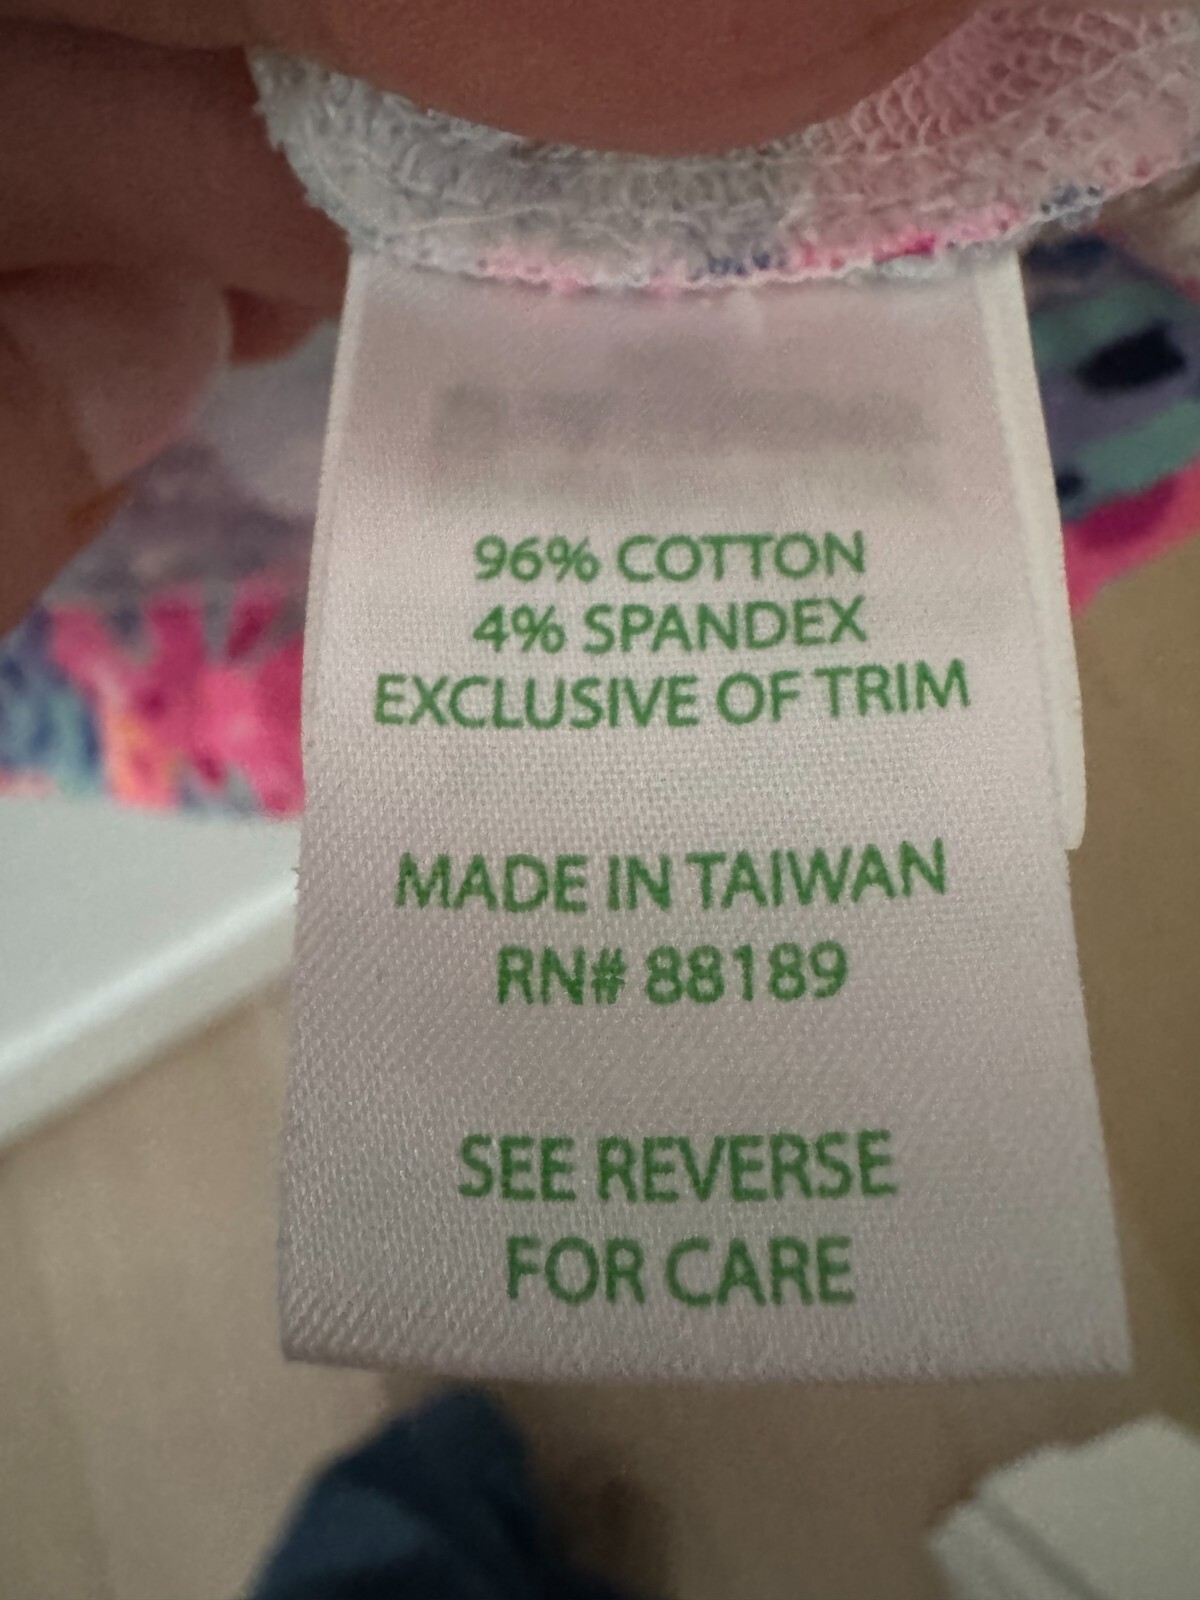 96% COTTON
4% SPANDEX
EXCLUSIVE OF TRIM
MADE IN TAIWAN
RN# 88189
SEE REVERSE
FOR CARE